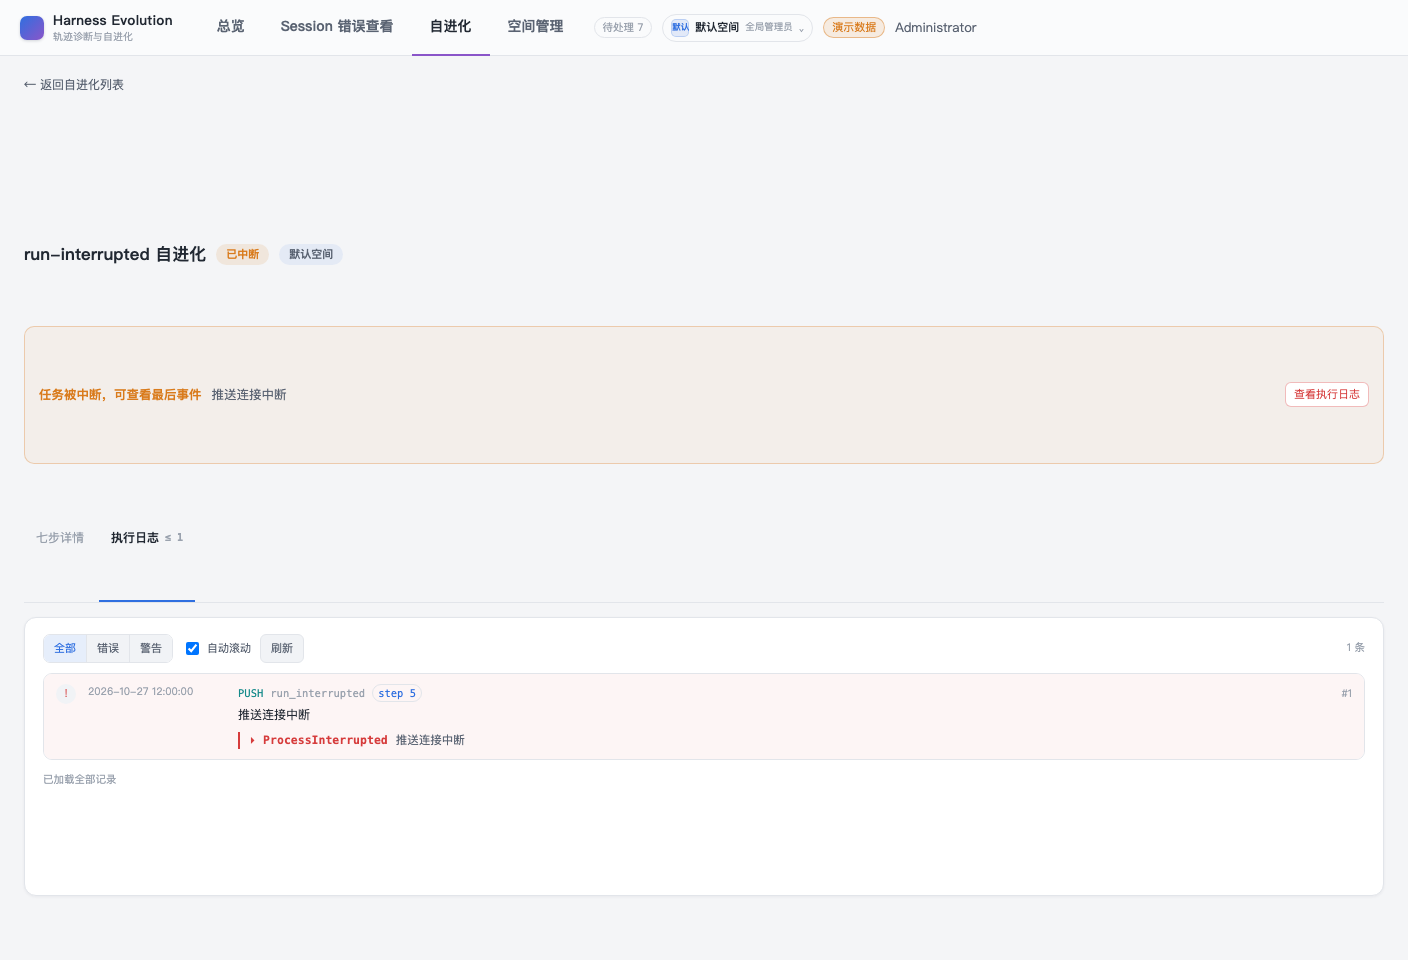 Harness Evolution
轨迹诊断与自进化
总览
Session 错误查看
自进化
空间管理
待处理 7
默认 默认空间 全局管理员
演示数据
Administrator
← 返回自进化列表
run-interrupted 自进化 已中断 默认空间
任务被中断，可查看最后事件 推送连接中断
查看执行日志
七步详情
执行日志 ≤ 1
全部 错误 警告 自动滚动 刷新
1 条
! 2026-10-27 12:00:00 PUSH run_interrupted step 5 #1
推送连接中断
ProcessInterrupted 推送连接中断
已加载全部记录